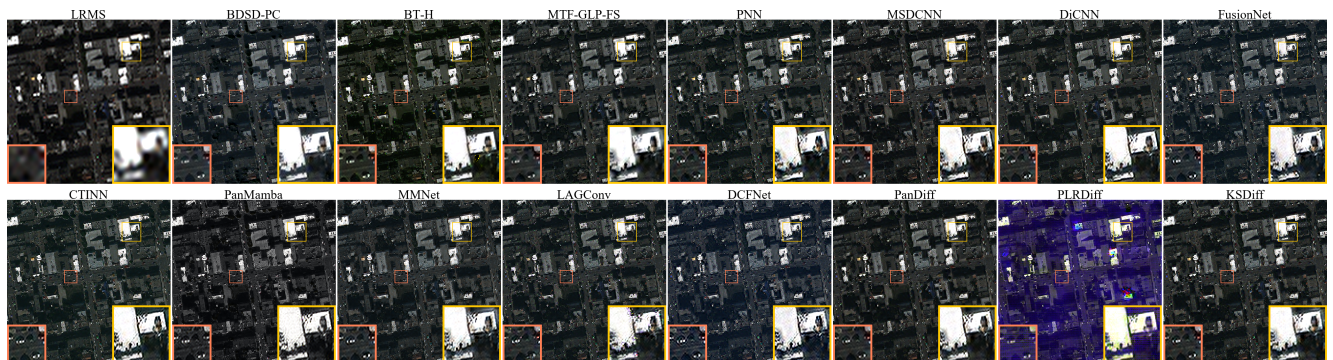 LRMS BDSD-PC BT-H MTF-GLP-FS PNN MSDCNN DiCNN FusionNet
CTINN PanMamba MMNet LAGConv DCFNet PanDiff PLRDiff KSDiff